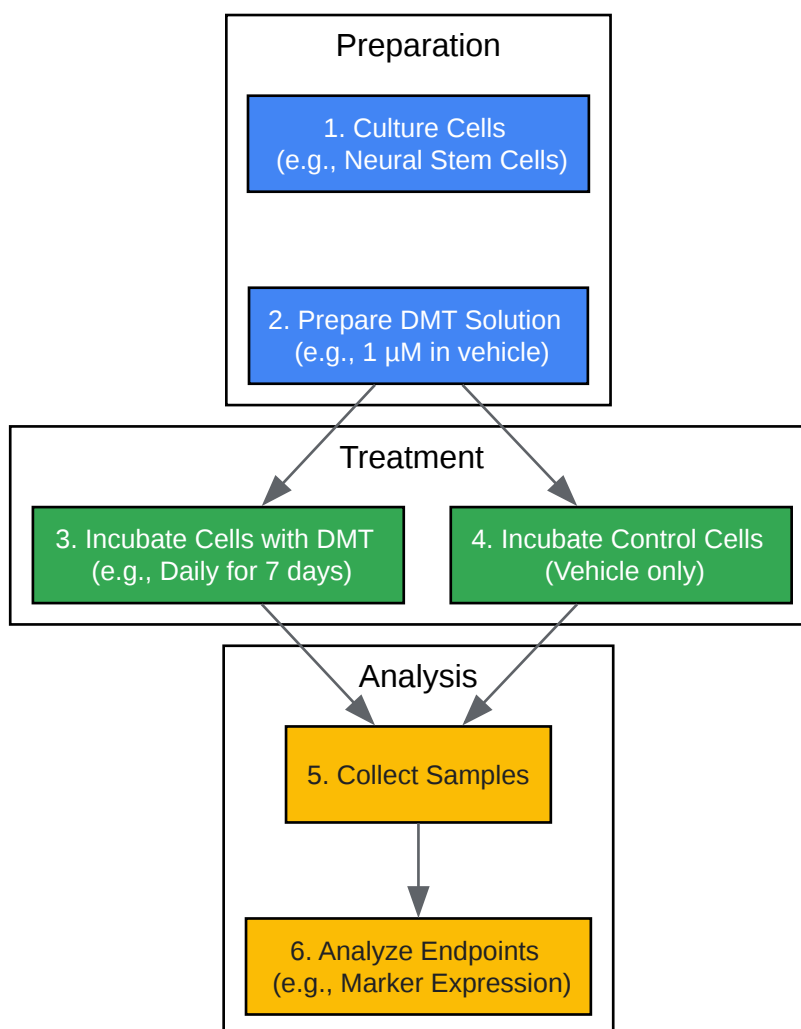 Preparation
1. Culture Cells
(e.g., Neural Stem Cells)
2. Prepare DMT Solution
(e.g., 1 µM in vehicle)
Treatment
3. Incubate Cells with DMT
(e.g., Daily for 7 days)
4. Incubate Control Cells
(Vehicle only)
Analysis
5. Collect Samples
6. Analyze Endpoints
(e.g., Marker Expression)